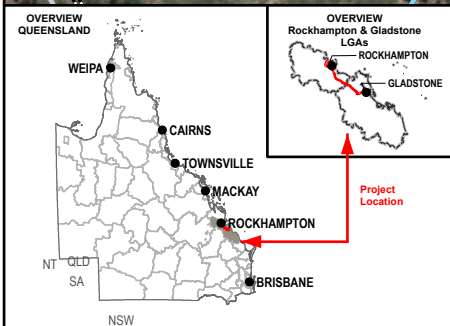 OVERVIEW
QUEENSLAND
WEIPA
CAIRNS
TOWNSVILLE
MACKAY
ROCKHAMPTON
BRISBANE
NT
QLD
SA
NSW
OVERVIEW
Rockhampton & Gladstone
LGAs
ROCKHAMPTON
GLADSTONE
Project
Location